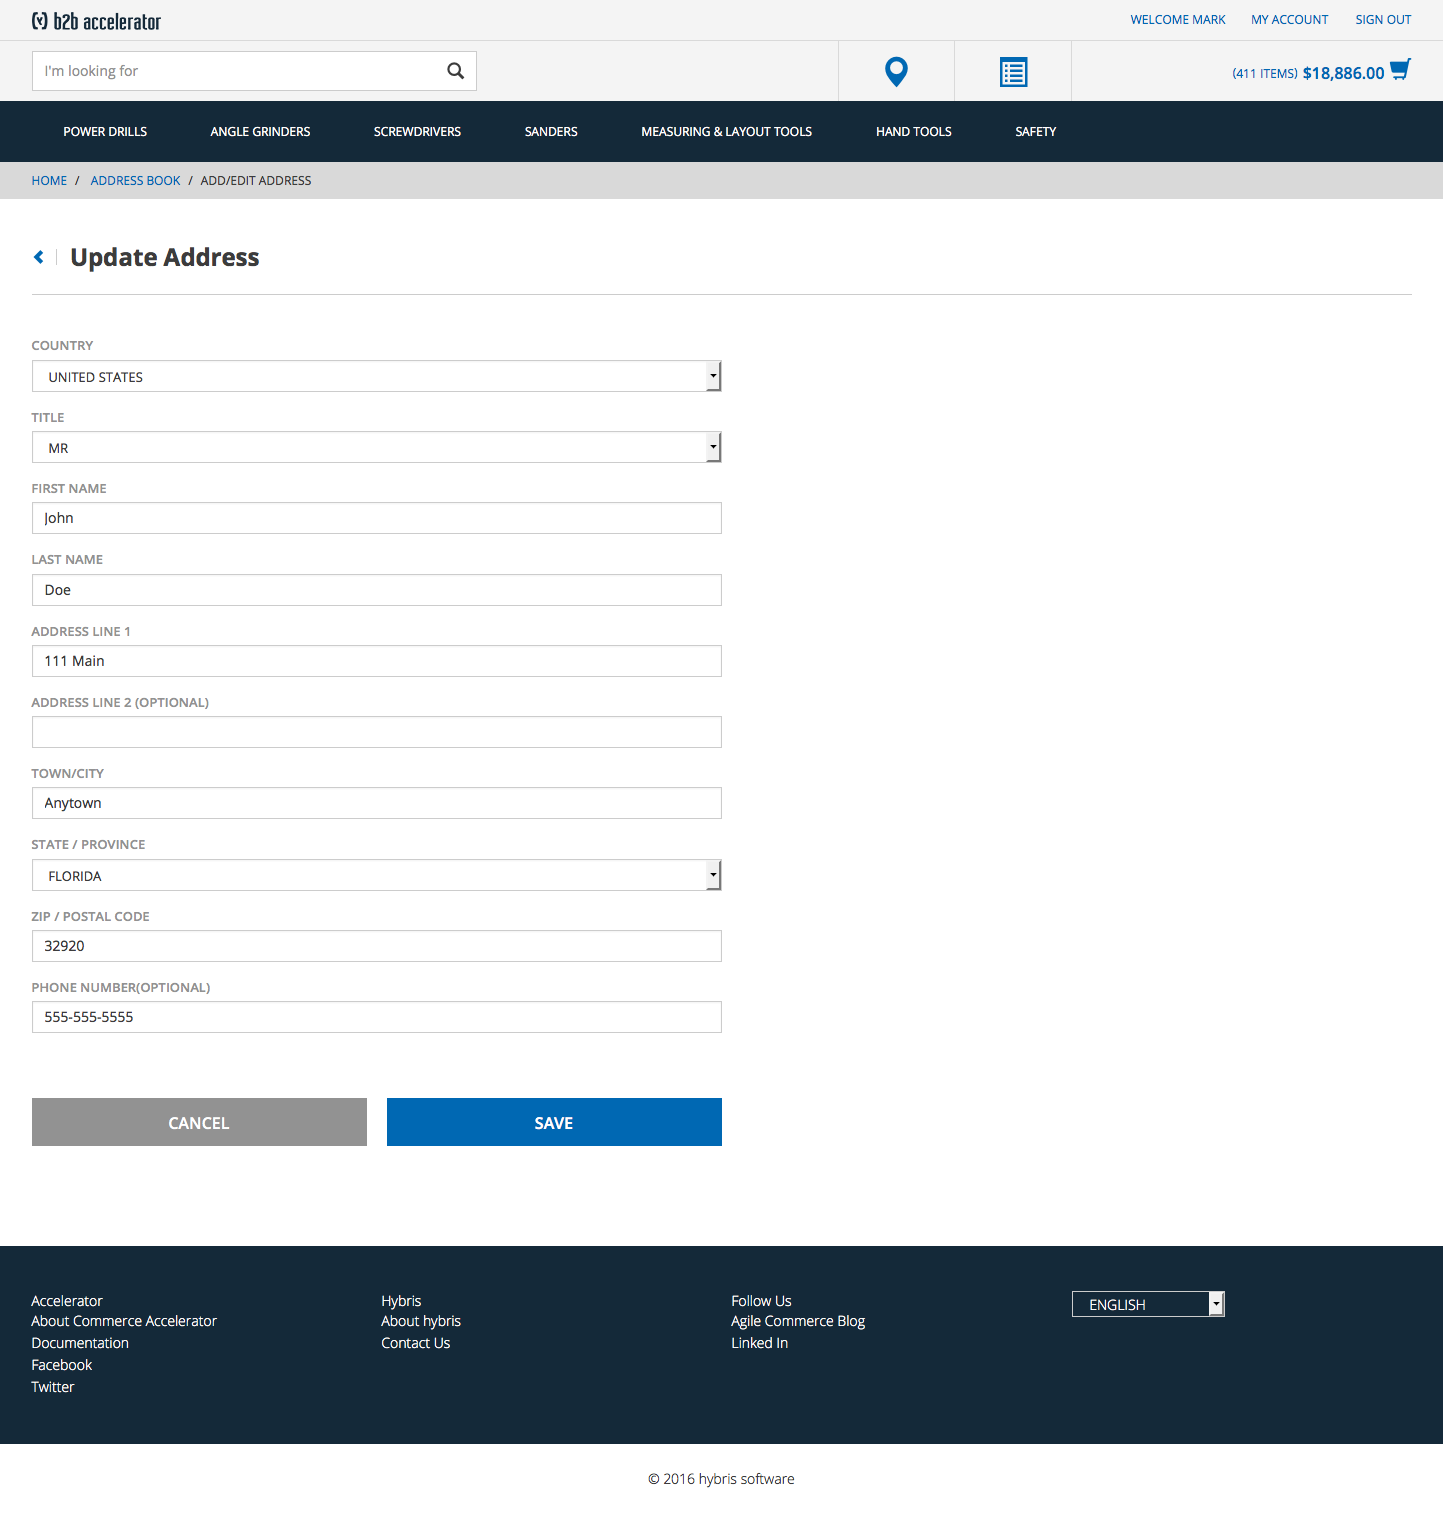 b2b accelerator
WELCOME MARK MY ACCOUNT SIGN OUT
I'm looking for
(411 ITEMS) $18,886.00
POWER DRILLS ANGLE GRINDERS SCREWDRIVERS SANDERS MEASURING & LAYOUT TOOLS HAND TOOLS SAFETY
HOME / ADDRESS BOOK / ADD/EDIT ADDRESS
Update Address
COUNTRY
UNITED STATES
TITLE
MR
FIRST NAME
John
LAST NAME
Doe
ADDRESS LINE 1
111 Main
ADDRESS LINE 2 (OPTIONAL)
TOWN/CITY
Anytown
STATE / PROVINCE
FLORIDA
ZIP / POSTAL CODE
32920
PHONE NUMBER(OPTIONAL)
555-555-5555
CANCEL SAVE
Accelerator
About Commerce Accelerator
Documentation
Facebook
Twitter
Hybris
About hybris
Contact Us
Follow Us
Agile Commerce Blog
Linked In
ENGLISH
© 2016 hybris software